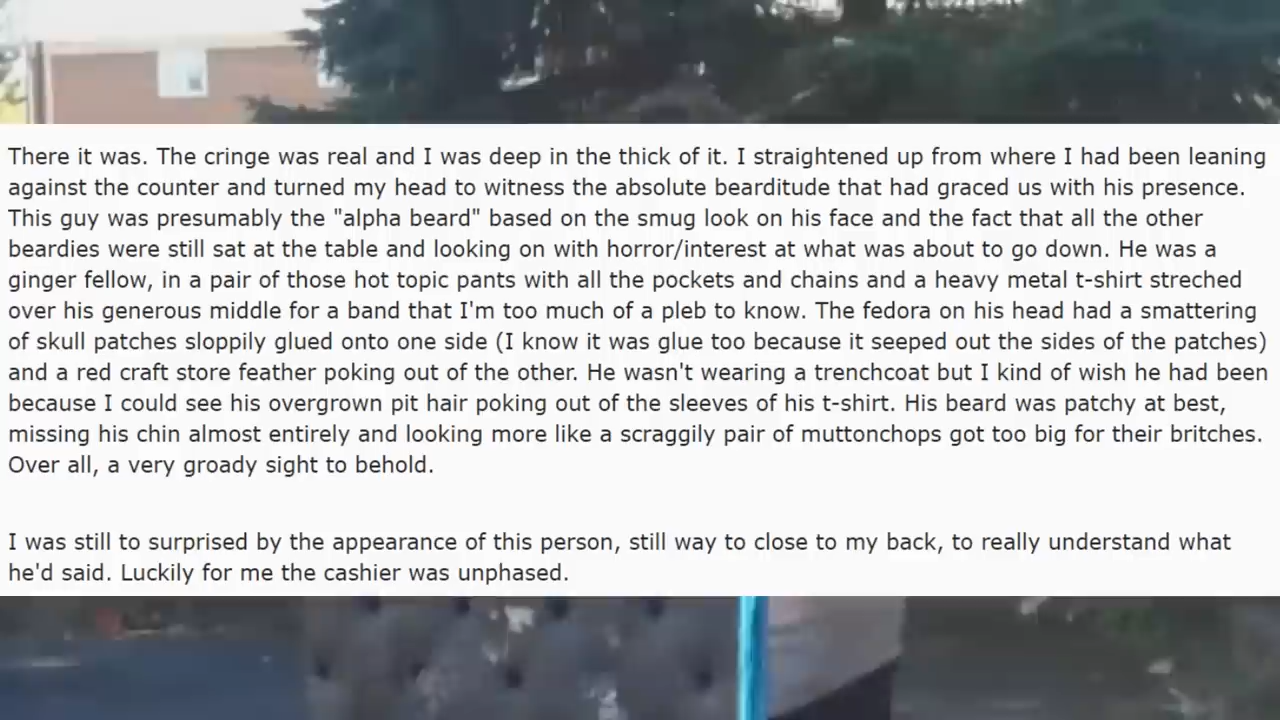 There it was. The cringe was real and I was deep in the thick of it. I straightened up from where I had been leaning
against the counter and turned my head to witness the absolute bearditude that had graced us with his presence.
This guy was presumably the "alpha beard" based on the smug look on his face and the fact that all the other
beardies were still sat at the table and looking on with horror/interest at what was about to go down. He was a
ginger fellow, in a pair of those hot topic pants with all the pockets and chains and a heavy metal t-shirt streched
over his generous middle for a band that I'm too much of a pleb to know. The fedora on his head had a smattering
of skull patches sloppily glued onto one side (I know it was glue too because it seeped out the sides of the patches)
and a red craft store feather poking out of the other. He wasn't wearing a trenchcoat but I kind of wish he had been
because I could see his overgrown pit hair poking out of the sleeves of his t-shirt. His beard was patchy at best,
missing his chin almost entirely and looking more like a scraggily pair of muttonchops got too big for their britches.
Over all, a very groady sight to behold.
I was still to surprised by the appearance of this person, still way to close to my back, to really understand what
he'd said. Luckily for me the cashier was unphased.